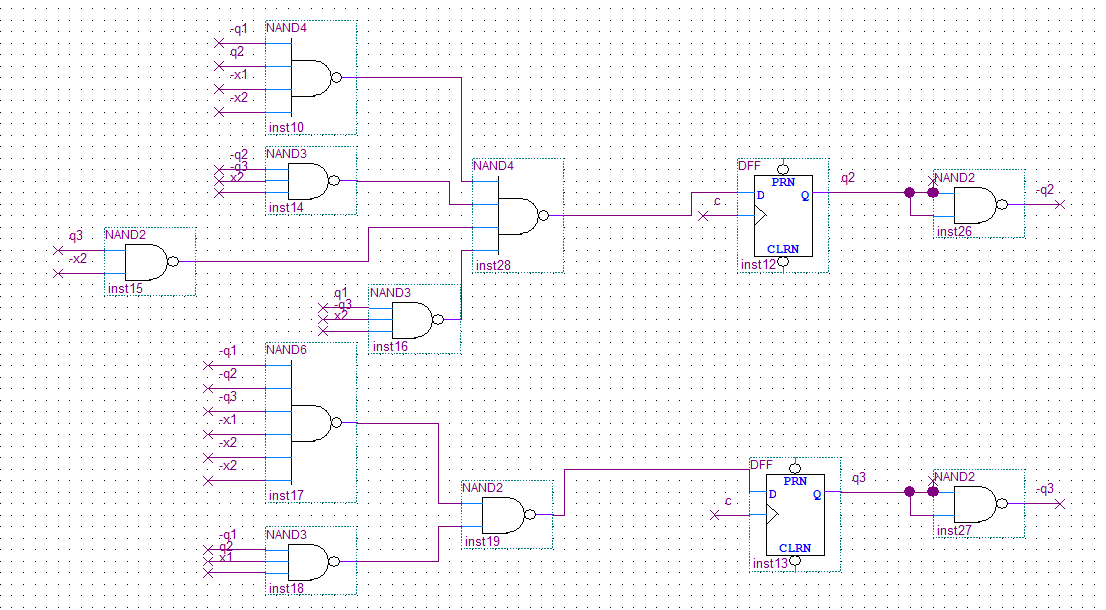 -q1
NAND4
q2
-x1
-x2
inst10
-q2
NAND3
-q3
x2
inst14
NAND4
inst28
q3
NAND2
-x2
inst15
q1
NAND3
-q3
x2
inst16
DFF
PRN
D
Q
c
CLRN
inst12
q2
NAND2
-q2
inst26
-q1
NAND6
-q2
-q3
-x1
-x2
-x2
inst17
NAND2
inst19
-q1
NAND3
q2
x1
inst18
DFF
PRN
D
Q
c
CLRN
inst13
q3
NAND2
-q3
inst27